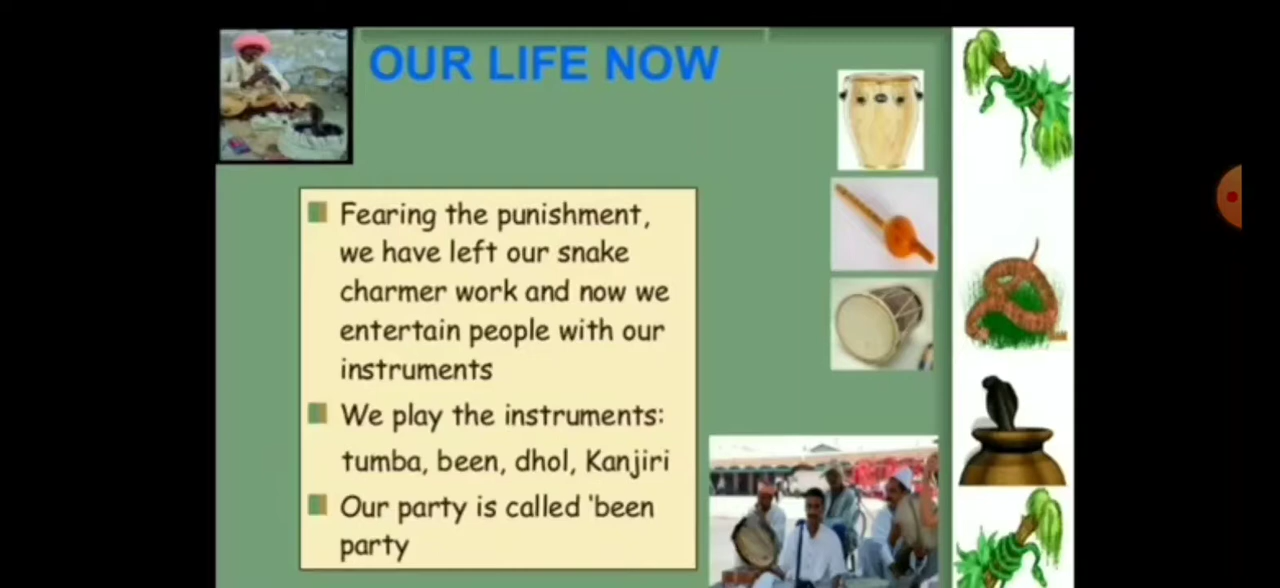 OUR LIFE NOW
Fearing the punishment,
we have left our snake
charmer work and now we
entertain people with our
instruments
We play the instruments:
tumba, been, dhol, Kanjiri
Our party is called 'been
party